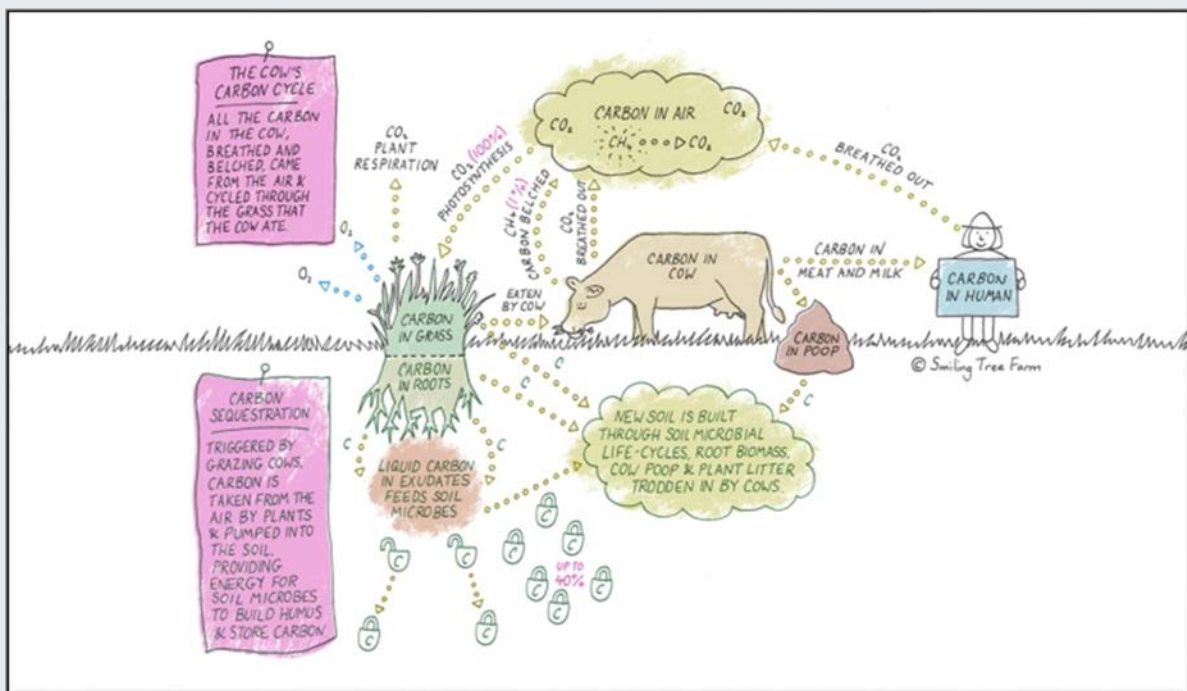 THE COW'S
CARBON CYCLE
ALL THE CARBON
IN THE COW,
BREATHED AND
BELCHED, CAME
FROM THE AIR &
CYCLED THROUGH
THE GRASS THAT
THE COW ATE.
O₂
O₂
CO₂
PLANT
RESPIRATION
CO₂ (100%)
PHOTOSYNTHESIS
CH₄ (1%)
CARBON BELCHED
CO₂
BREATHED OUT
CARBON IN AIR
CO₂
CO₂
CH₄
CO₂
CO₂
BREATHED OUT
EATEN
BY COW
CARBON IN
COW
CARBON IN
MEAT AND MILK
CARBON
IN HUMAN
CARBON
IN GRASS
CARBON
IN ROOTS
CARBON
IN POOP
© Smiling Tree Farm
C
C
C
C
C
CARBON
SEQUESTRATION
TRIGGERED BY
GRAZING COWS,
CARBON IS
TAKEN FROM THE
AIR BY PLANTS
& PUMPED INTO
THE SOIL,
PROVIDING
ENERGY FOR
SOIL MICROBES
TO BUILD HUMUS
& STORE CARBON
LIQUID CARBON
IN EXUDATES
FEEDS SOIL
MICROBES
NEW SOIL IS BUILT
THROUGH SOIL MICROBIAL
LIFE-CYCLES, ROOT BIOMASS,
COW POOP & PLANT LITTER
TRODDEN IN BY COWS.
C
C
C
C
C
C
C
UP TO
40%
C
C
C